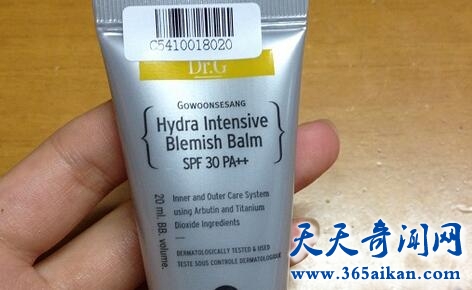 C5410018020
Dr.G
GOWOONSESANG
Hydra Intensive
Blemish Balm
SPF 30 PA++
Inner and Outer Care System
using Arbutin and Titanium
Dioxide Ingredients
DERMATOLOGICALLY TESTED & USED
TESTE SOUS CONTROLE DERMATOLOGIQUE
20 ml. BB. volume.
天天奇闻网
www.365aikan.com